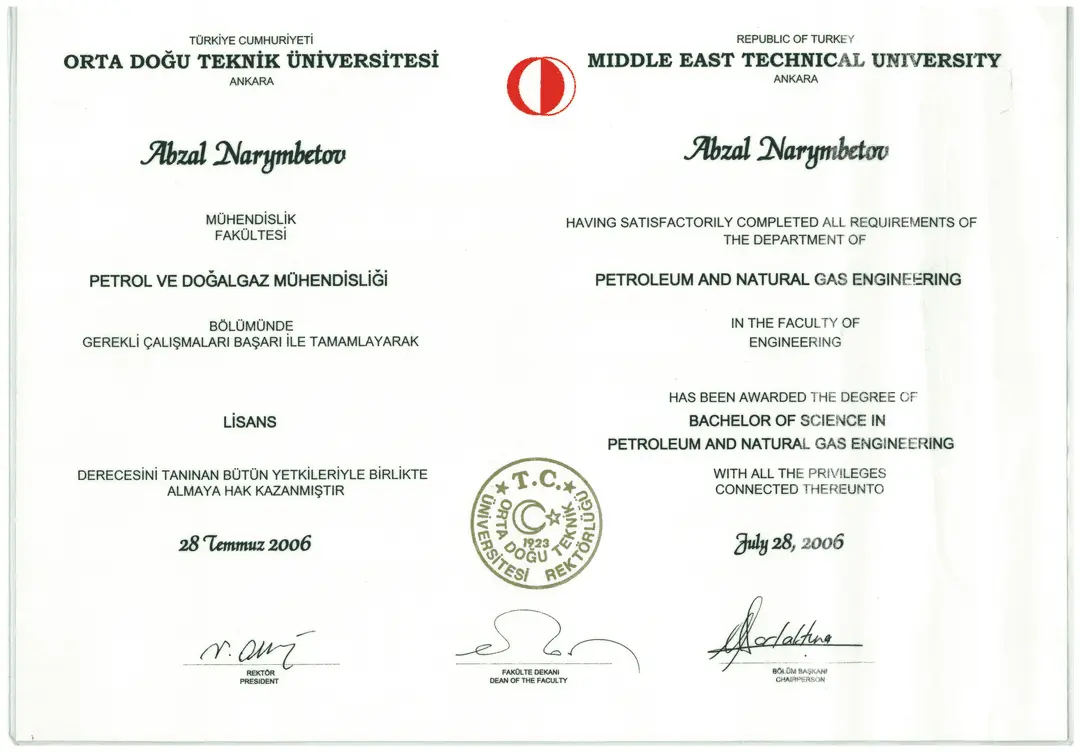 TÜRKİYE CUMHURİYETİ
ORTA DOĞU TEKNİK ÜNİVERSİTESİ
ANKARA
Abzal Narymbetov
MÜHENDİSLİK
FAKÜLTESİ
PETROL VE DOĞALGAZ MÜHENDİSLİĞİ
BÖLÜMÜNDE
GEREKLİ ÇALIŞMALARI BAŞARI İLE TAMAMLAYARAK
LİSANS
DERECESİNİ TANINAN BÜTÜN YETKİLERİYLE BİRLİKTE
ALMAYA HAK KAZANMIŞTIR
28 Temmuz 2006
REPUBLIC OF TURKEY
MIDDLE EAST TECHNICAL UNIVERSITY
ANKARA
Abzal Narymbetov
HAVING SATISFACTORILY COMPLETED ALL REQUIREMENTS OF
THE DEPARTMENT OF
PETROLEUM AND NATURAL GAS ENGINEERING
IN THE FACULTY OF
ENGINEERING
HAS BEEN AWARDED THE DEGREE OF
BACHELOR OF SCIENCE IN
PETROLEUM AND NATURAL GAS ENGINEERING
WITH ALL THE PRIVILEGES
CONNECTED THEREUNTO
July 28, 2006
T.C.
ORTA DOĞU TEKNİK
ÜNİVERSİTESİ REKTÖRLÜĞÜ
1923
REKTÖR
PRESIDENT
FAKÜLTE DEKANI
DEAN OF THE FACULTY
BÖLÜM BAŞKANI
CHAIRPERSON